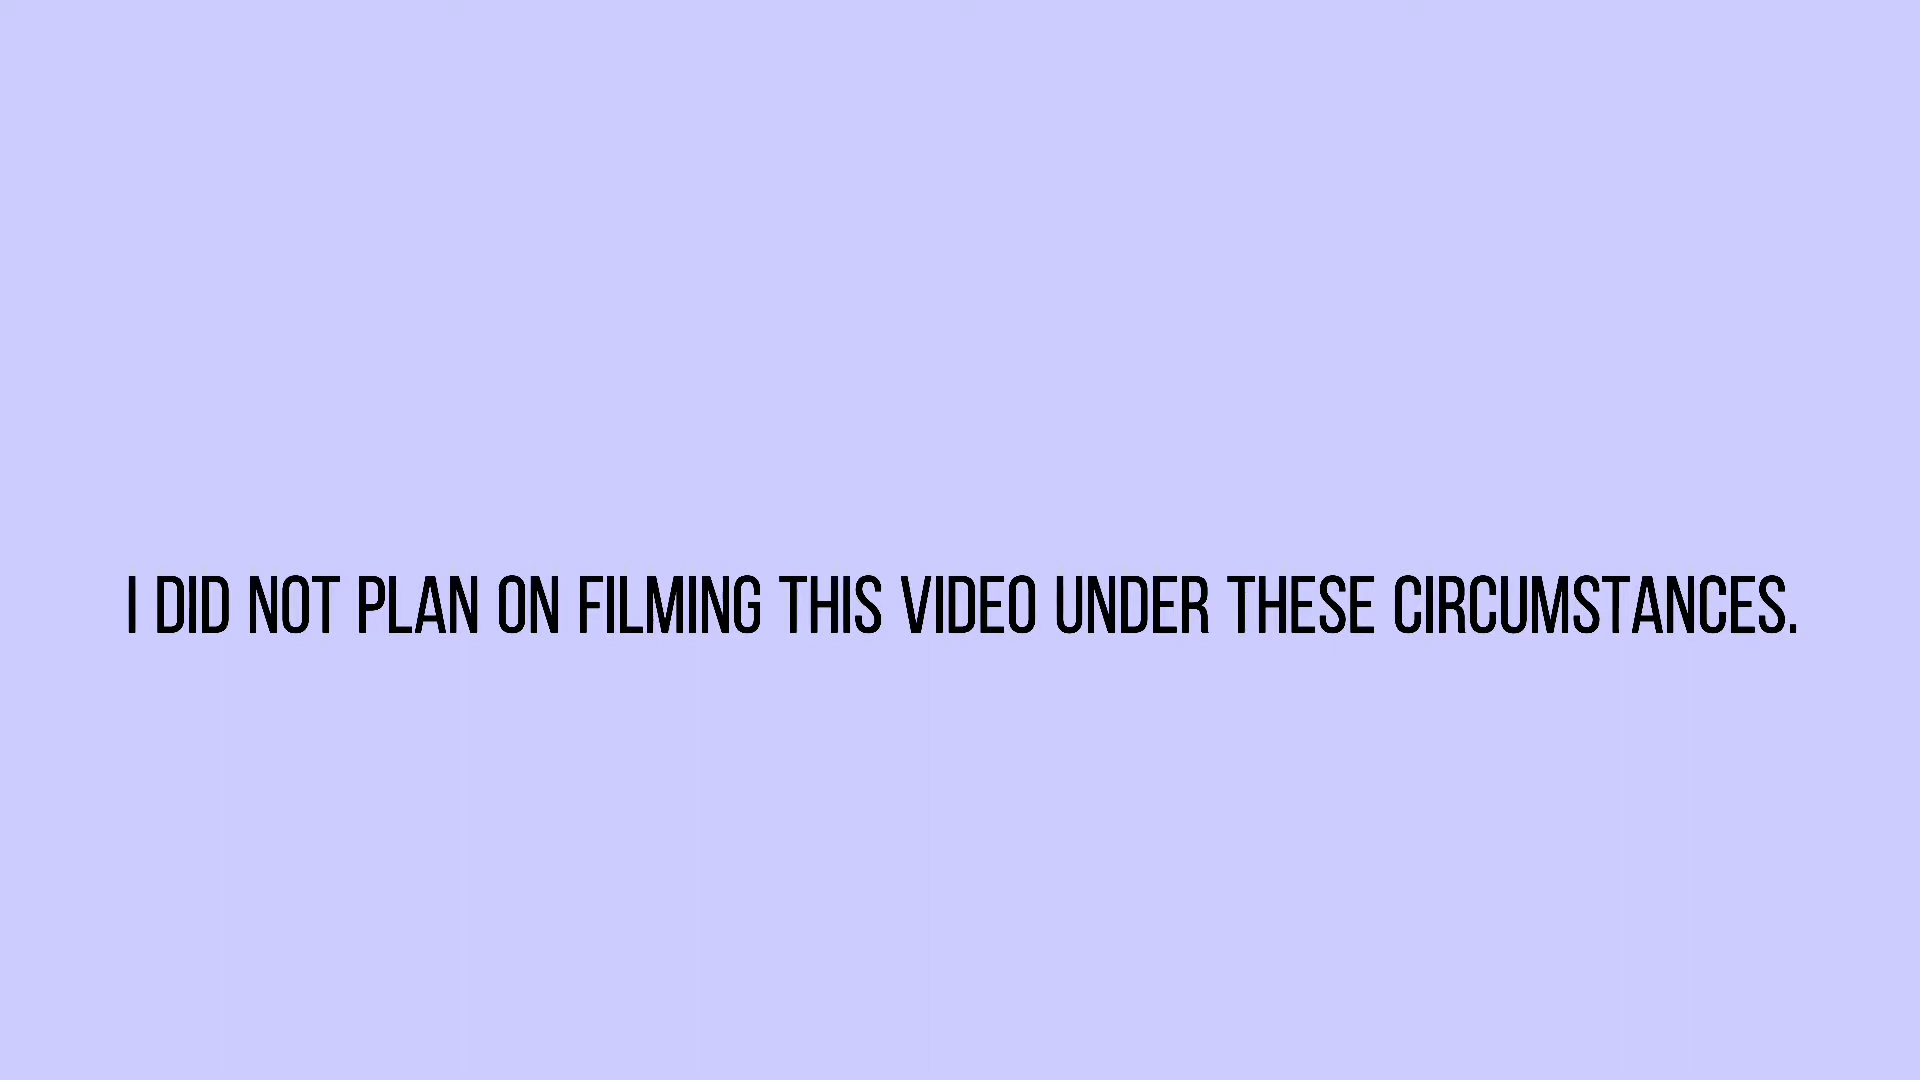 I DID NOT PLAN ON FILMING THIS VIDEO UNDER THESE CIRCUMSTANCES.